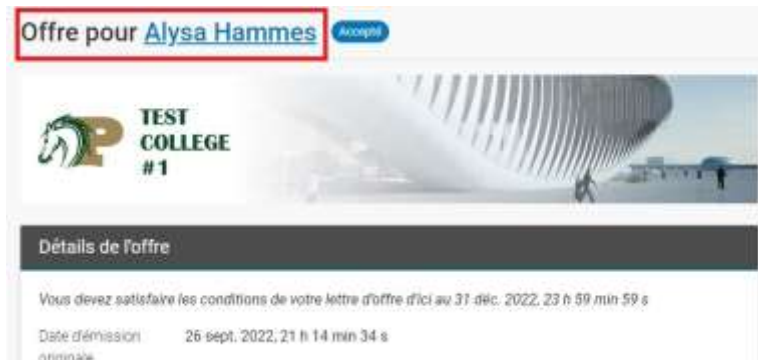 Offre pour Alysa Hammes Accepté
TEST
COLLEGE
#1
Détails de l'offre
Vous devez satisfaire les conditions de votre lettre d'offre d'ici au 31 déc. 2022, 23 h 59 min 59 s
Date d'émission 26 sept. 2022, 21 h 14 min 34 s
originale